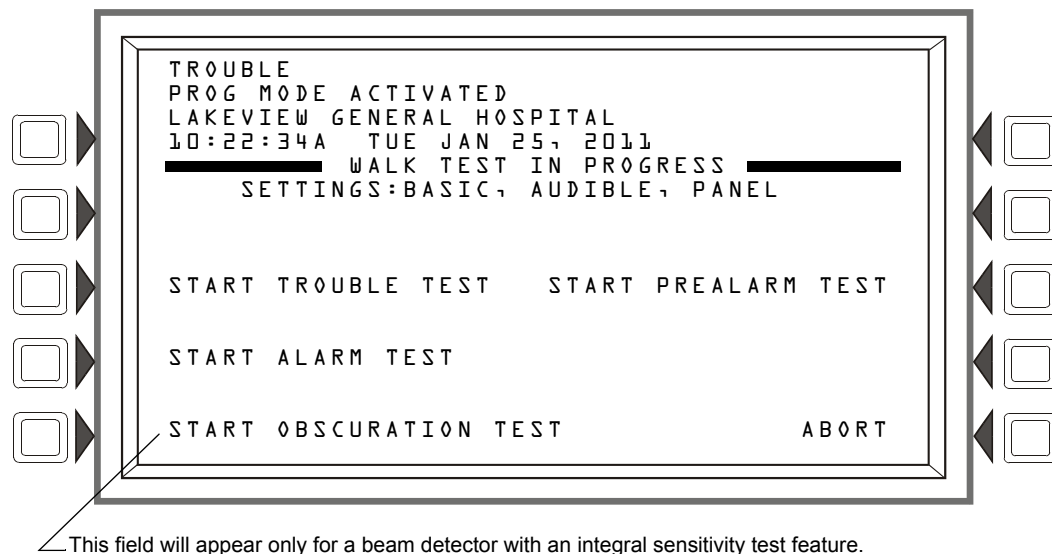 TROUBLE
PROG MODE ACTIVATED
LAKEVIEW GENERAL HOSPITAL
10:22:34A TUE JAN 25, 2011
WALK TEST IN PROGRESS
SETTINGS:BASIC, AUDIBLE, PANEL
START TROUBLE TEST START PREALARM TEST
START ALARM TEST
START OBSCURATION TEST ABORT
This field will appear only for a beam detector with an integral sensitivity test feature.